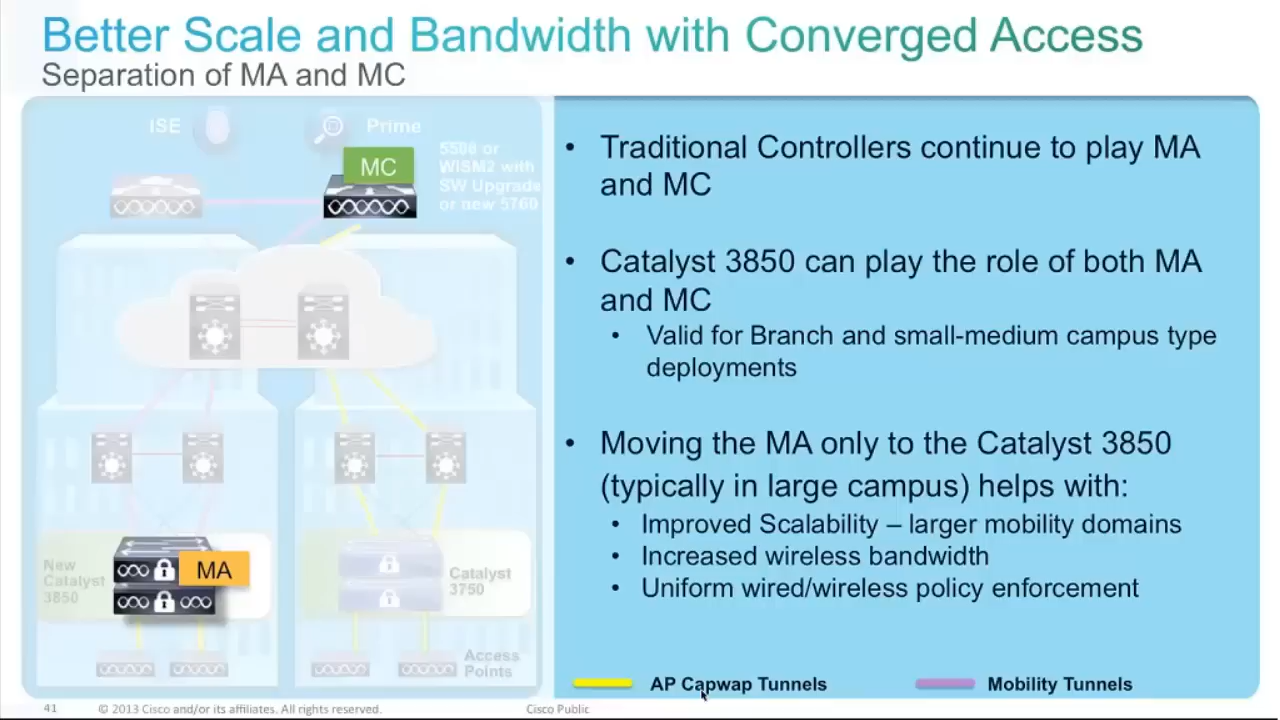 Better Scale and Bandwidth with Converged Access
Separation of MA and MC
ISE
Prime
MC
5508 or
WISM2 with
SW Upgrade
or new 5760
New
Catalyst
3850
MA
Catalyst
3750
Access
Points
• Traditional Controllers continue to play MA
and MC
• Catalyst 3850 can play the role of both MA
and MC
• Valid for Branch and small-medium campus type
deployments
• Moving the MA only to the Catalyst 3850
(typically in large campus) helps with:
• Improved Scalability – larger mobility domains
• Increased wireless bandwidth
• Uniform wired/wireless policy enforcement
AP Capwap Tunnels
Mobility Tunnels
41
© 2013 Cisco and/or its affiliates. All rights reserved.
Cisco Public